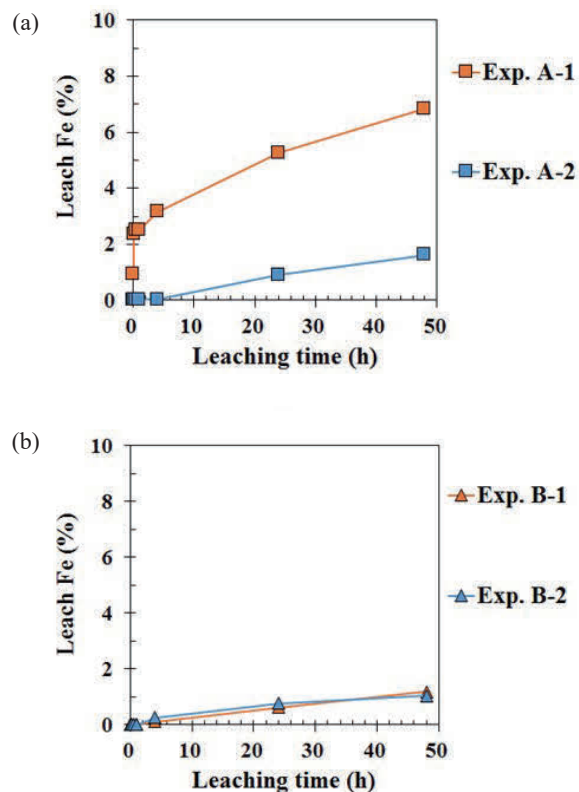 (a)
10
8
6
4
2
0
Leach Fe (%)
0 10 20 30 40 50
Leaching time (h)
Exp. A-1
Exp. A-2
(b)
10
8
6
4
2
0
Leach Fe (%)
0 10 20 30 40 50
Leaching time (h)
Exp. B-1
Exp. B-2